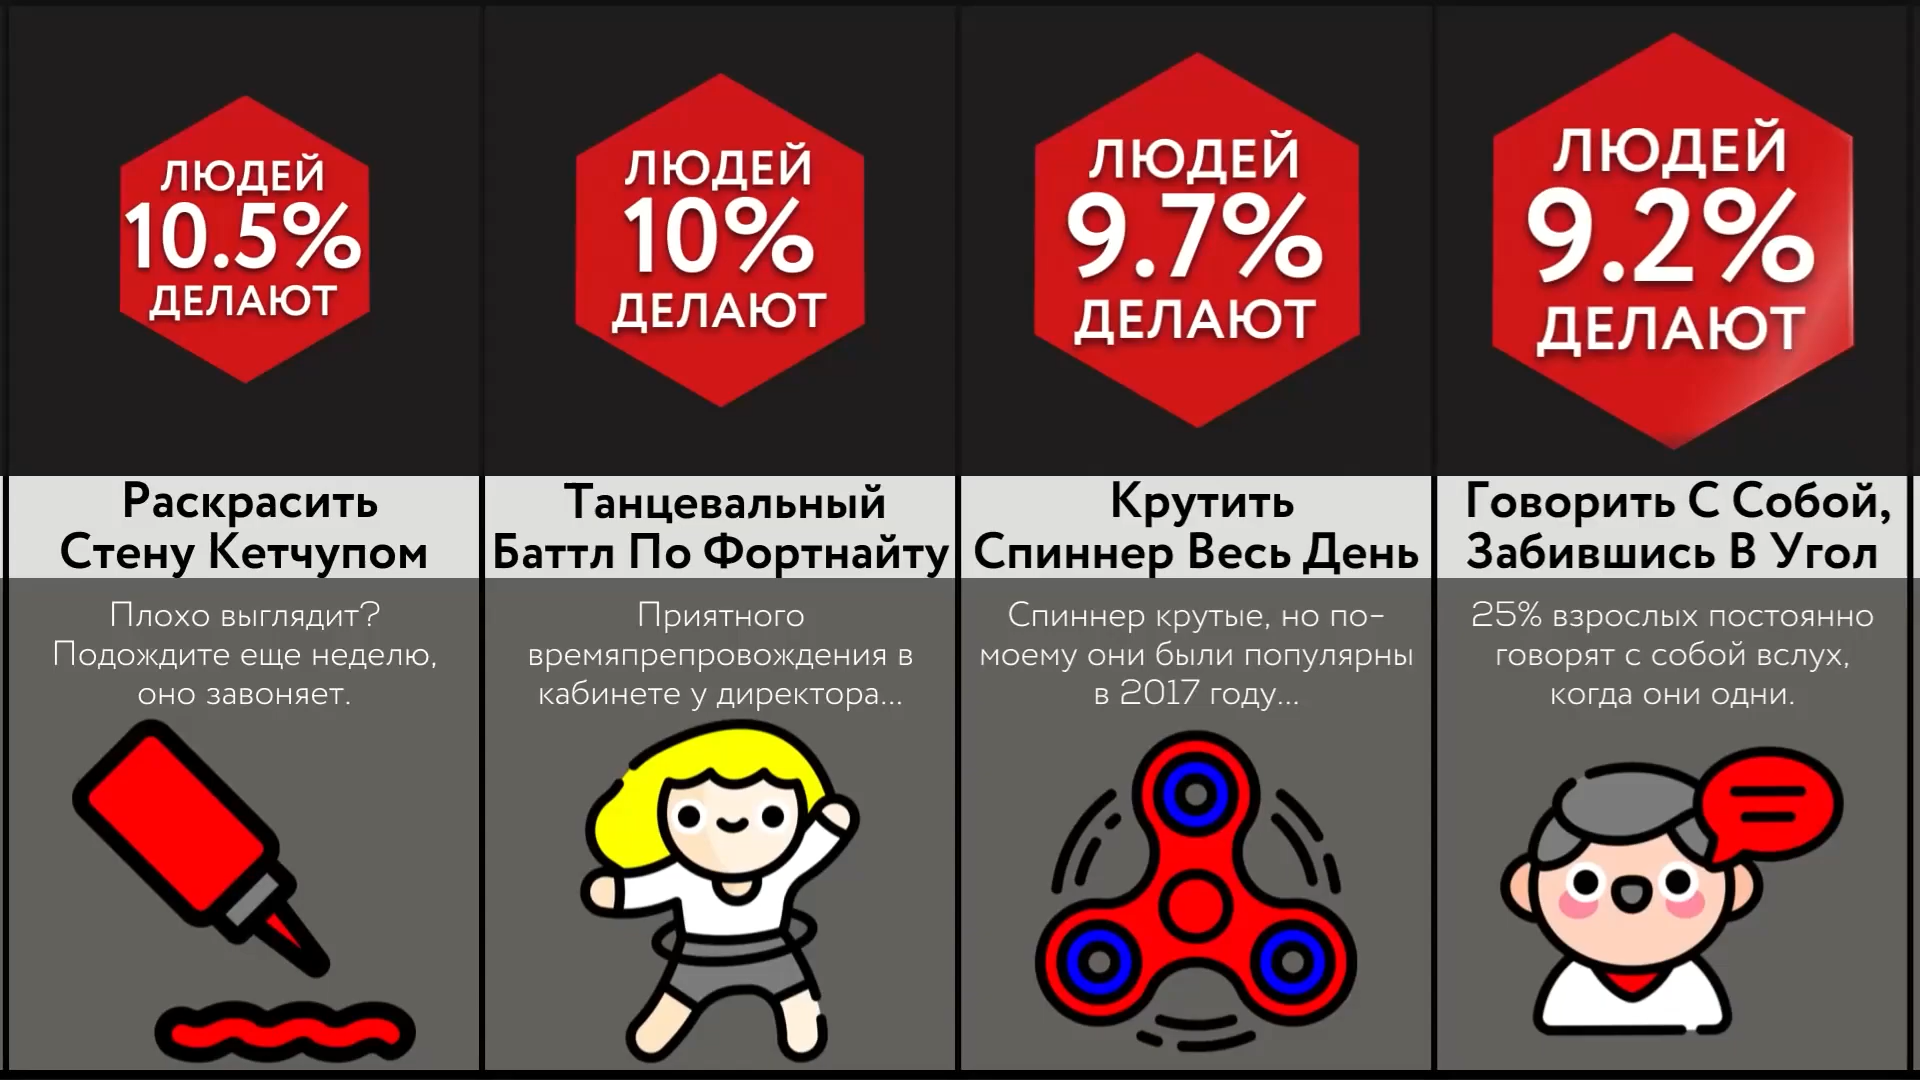 ЛЮДЕЙ
10.5%
ДЕЛАЮТ
Раскрасить
Стену Кетчупом
Плохо выглядит?
Подождите еще неделю,
оно завоняет.
ЛЮДЕЙ
10%
ДЕЛАЮТ
Танцевальный
Баттл По Фортнайту
Приятного
времяпрепровождения в
кабинете у директора...
ЛЮДЕЙ
9.7%
ДЕЛАЮТ
Крутить
Спиннер Весь День
Спиннер крутые, но по-
моему они были популярны
в 2017 году...
ЛЮДЕЙ
9.2%
ДЕЛАЮТ
Говорить С Собой,
Забившись В Угол
25% взрослых постоянно
говорят с собой вслух,
когда они одни.